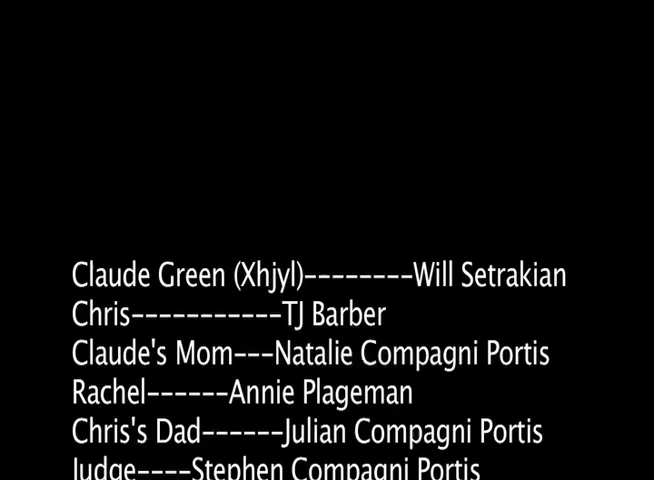 Claude Green (Xhjyl)--------Will Setrakian
Chris-----------TJ Barber
Claude's Mom---Natalie Compagni Portis
Rachel------Annie Plageman
Chris's Dad------Julian Compagni Portis
Judge----Stephen Compagni Portis